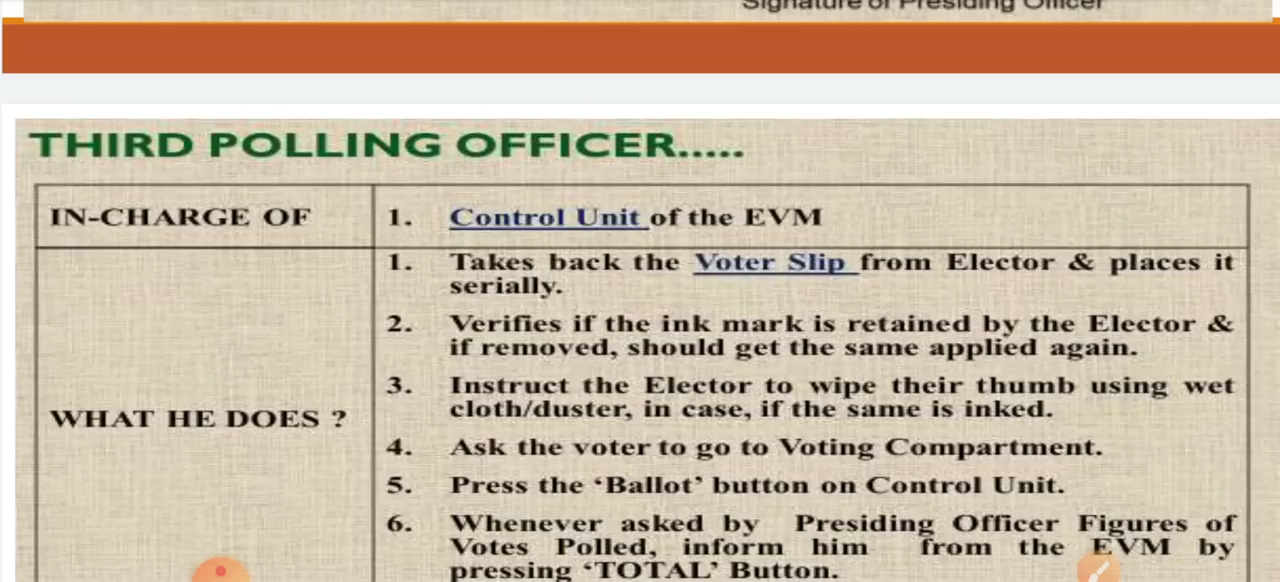 Signature of Presiding Officer
THIRD POLLING OFFICER.....
IN-CHARGE OF
1. Control Unit of the EVM
WHAT HE DOES ?
1. Takes back the Voter Slip from Elector & places it
serially.
2. Verifies if the ink mark is retained by the Elector &
if removed, should get the same applied again.
3. Instruct the Elector to wipe their thumb using wet
cloth/duster, in case, if the same is inked.
4. Ask the voter to go to Voting Compartment.
5. Press the ‘Ballot’ button on Control Unit.
6. Whenever asked by Presiding Officer Figures of
Votes Polled, inform him from the EVM by
pressing ‘TOTAL’ Button.